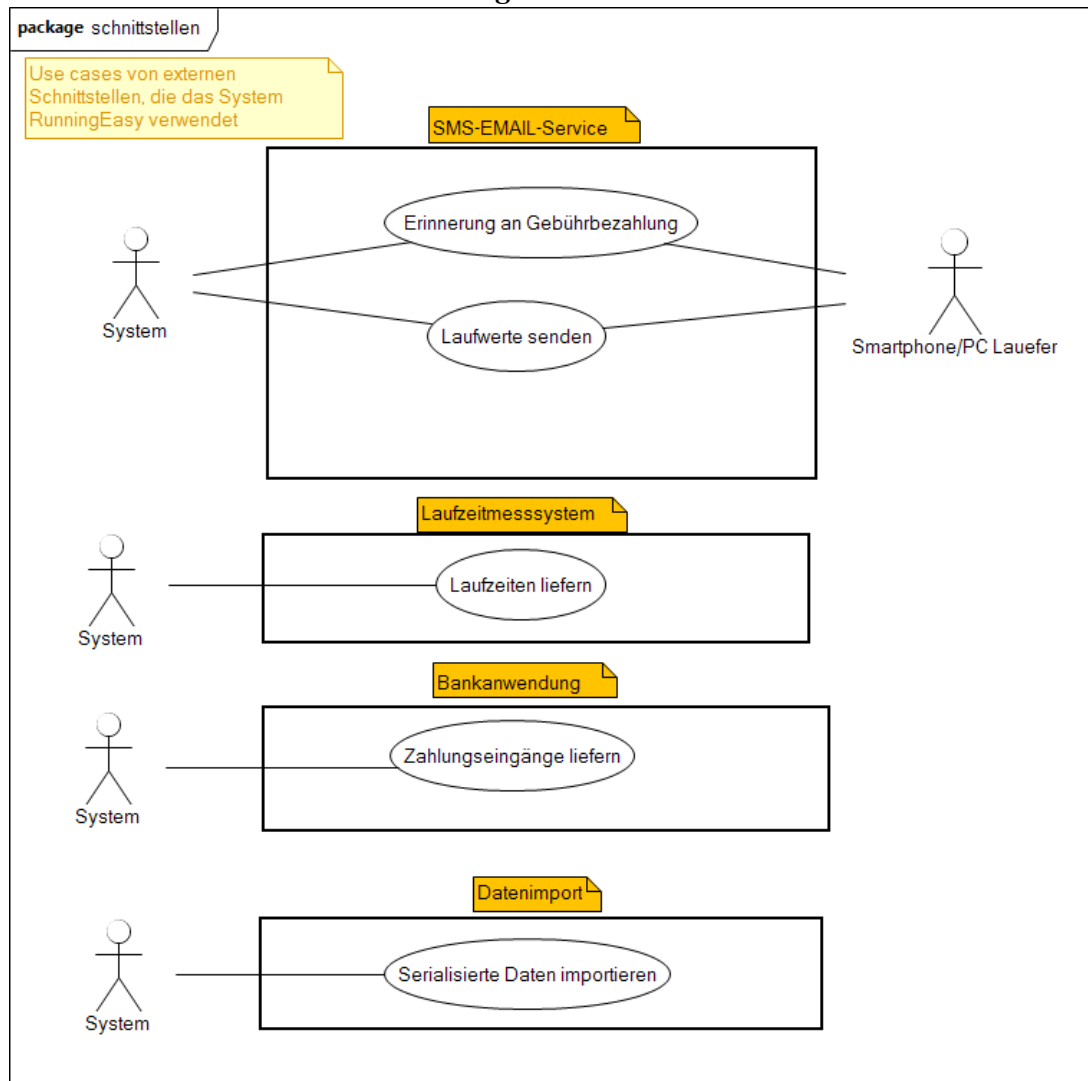 package schnittstellen
Use cases von externen
Schnittstellen, die das System
RunningEasy verwendet
SMS-EMAIL-Service
Erinnerung an Gebührbezahlung
System
Laufwerte senden
Smartphone/PC Lauefer
Laufzeitmesssystem
Laufzeiten liefern
System
Bankanwendung
Zahlungseingänge liefern
System
Datenimport
Serialisierte Daten importieren
System